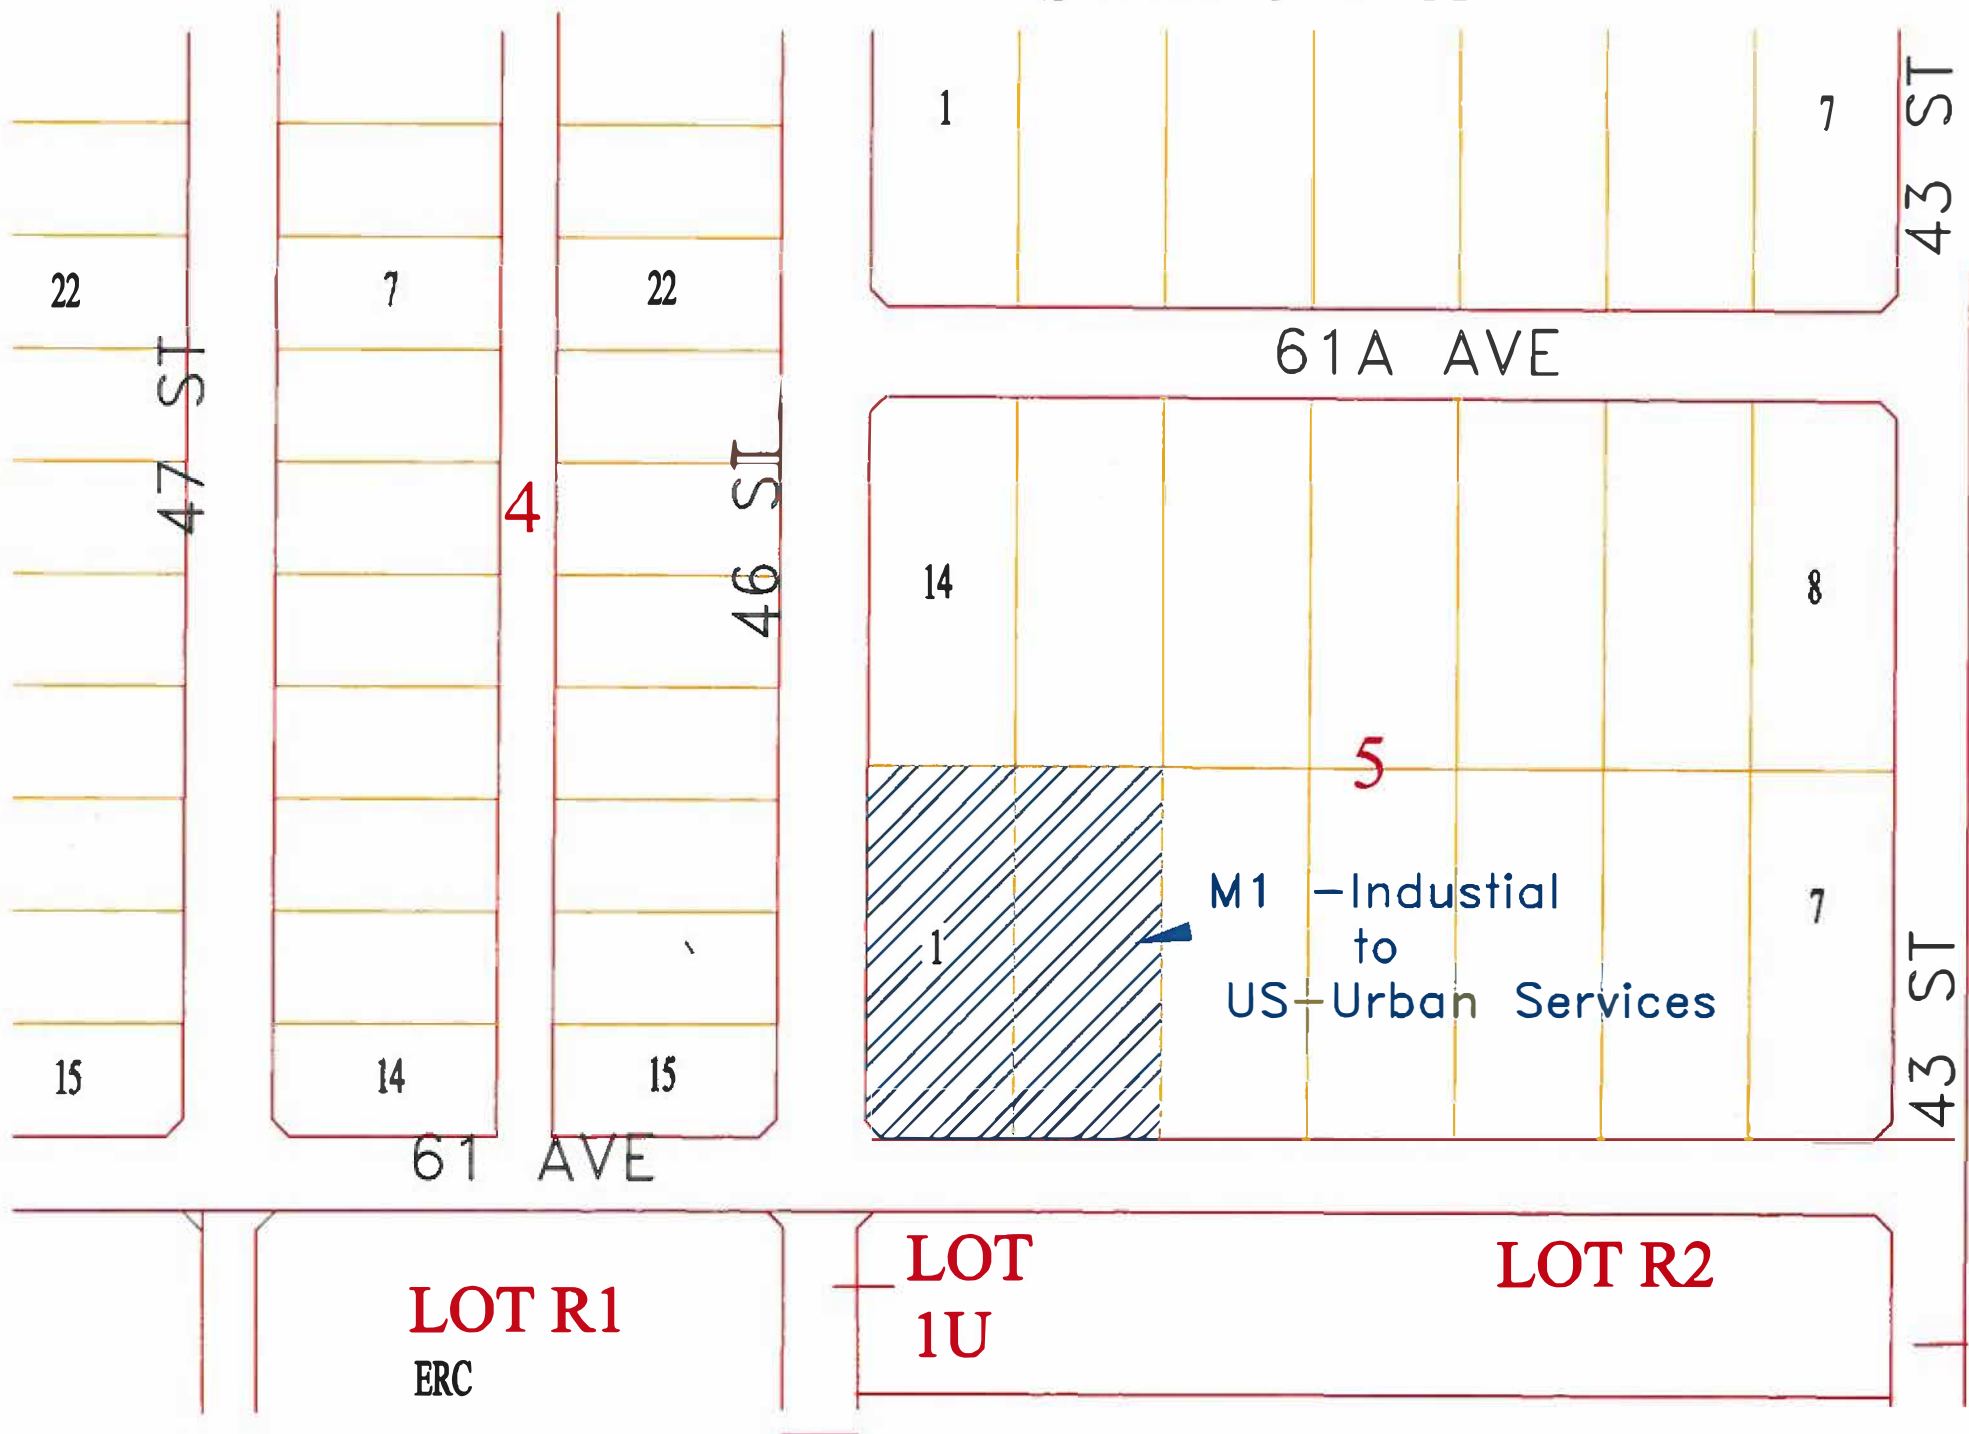 1
7
43 ST
22
7
22
61A AVE
47 ST
4
46 ST
14
8
5
M1 -Industial
to
US-Urban Services
1
7
43 ST
15
14
15
61 AVE
LOT
1U
LOT R2
LOT R1
ERC